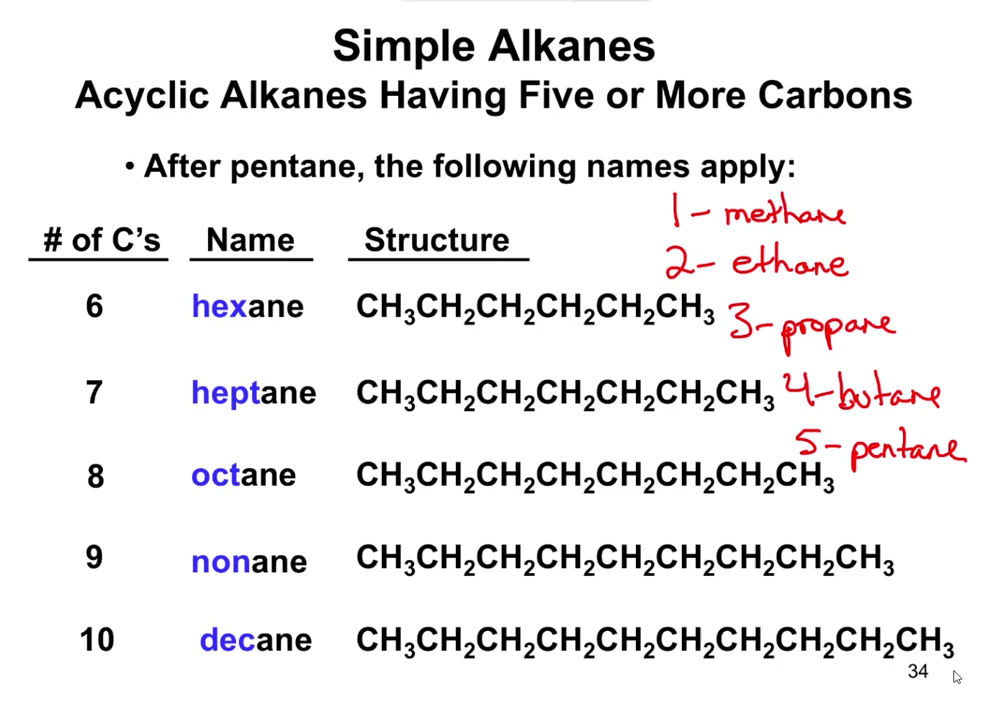 Simple Alkanes
Acyclic Alkanes Having Five or More Carbons
• After pentane, the following names apply:
1 - methane
# of C's Name Structure
2 - ethane
6 hexane CH₃CH₂CH₂CH₂CH₂CH₃
3 - propane
7 heptane CH₃CH₂CH₂CH₂CH₂CH₂CH₃
4 - butane
5 - pentane
8 octane CH₃CH₂CH₂CH₂CH₂CH₂CH₂CH₃
9 nonane CH₃CH₂CH₂CH₂CH₂CH₂CH₂CH₂CH₃
10 decane CH₃CH₂CH₂CH₂CH₂CH₂CH₂CH₂CH₂CH₃
34